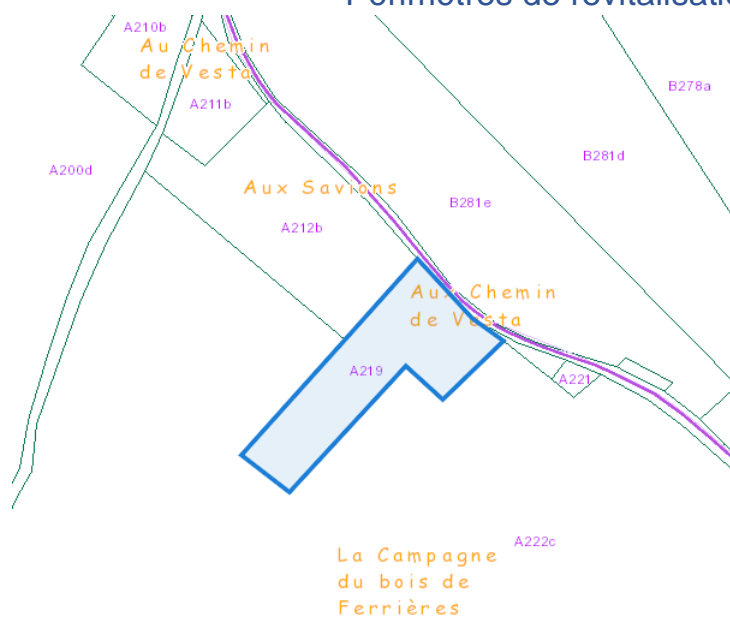 Périmètres de revitalisatio
A210b
Au Chemin
de Vesta
A211b
B278a
A200d
B281d
Aux Savions
B281e
A212b
Aux Chemin
de Vesta
A219
A221
A222c
La Campagne
du bois de
Ferrières